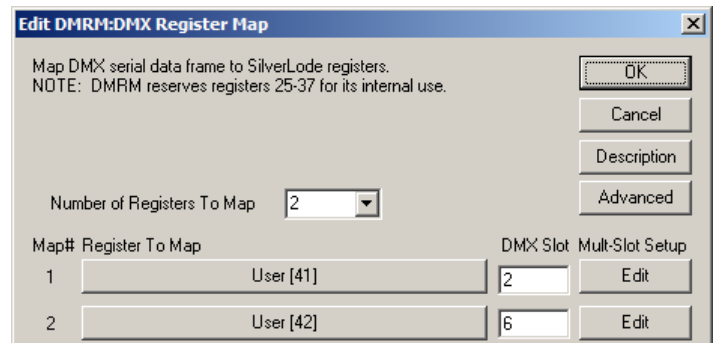 Edit DMRM:DMX Register Map
Map DMX serial data frame to SilverLode registers.
NOTE:  DMRM reserves registers 25-37 for its internal use.
OK
Cancel
Description
Advanced
Number of Registers To Map 2
Map# Register To Map DMX Slot Mult-Slot Setup
1 User [41] 2 Edit
2 User [42] 6 Edit